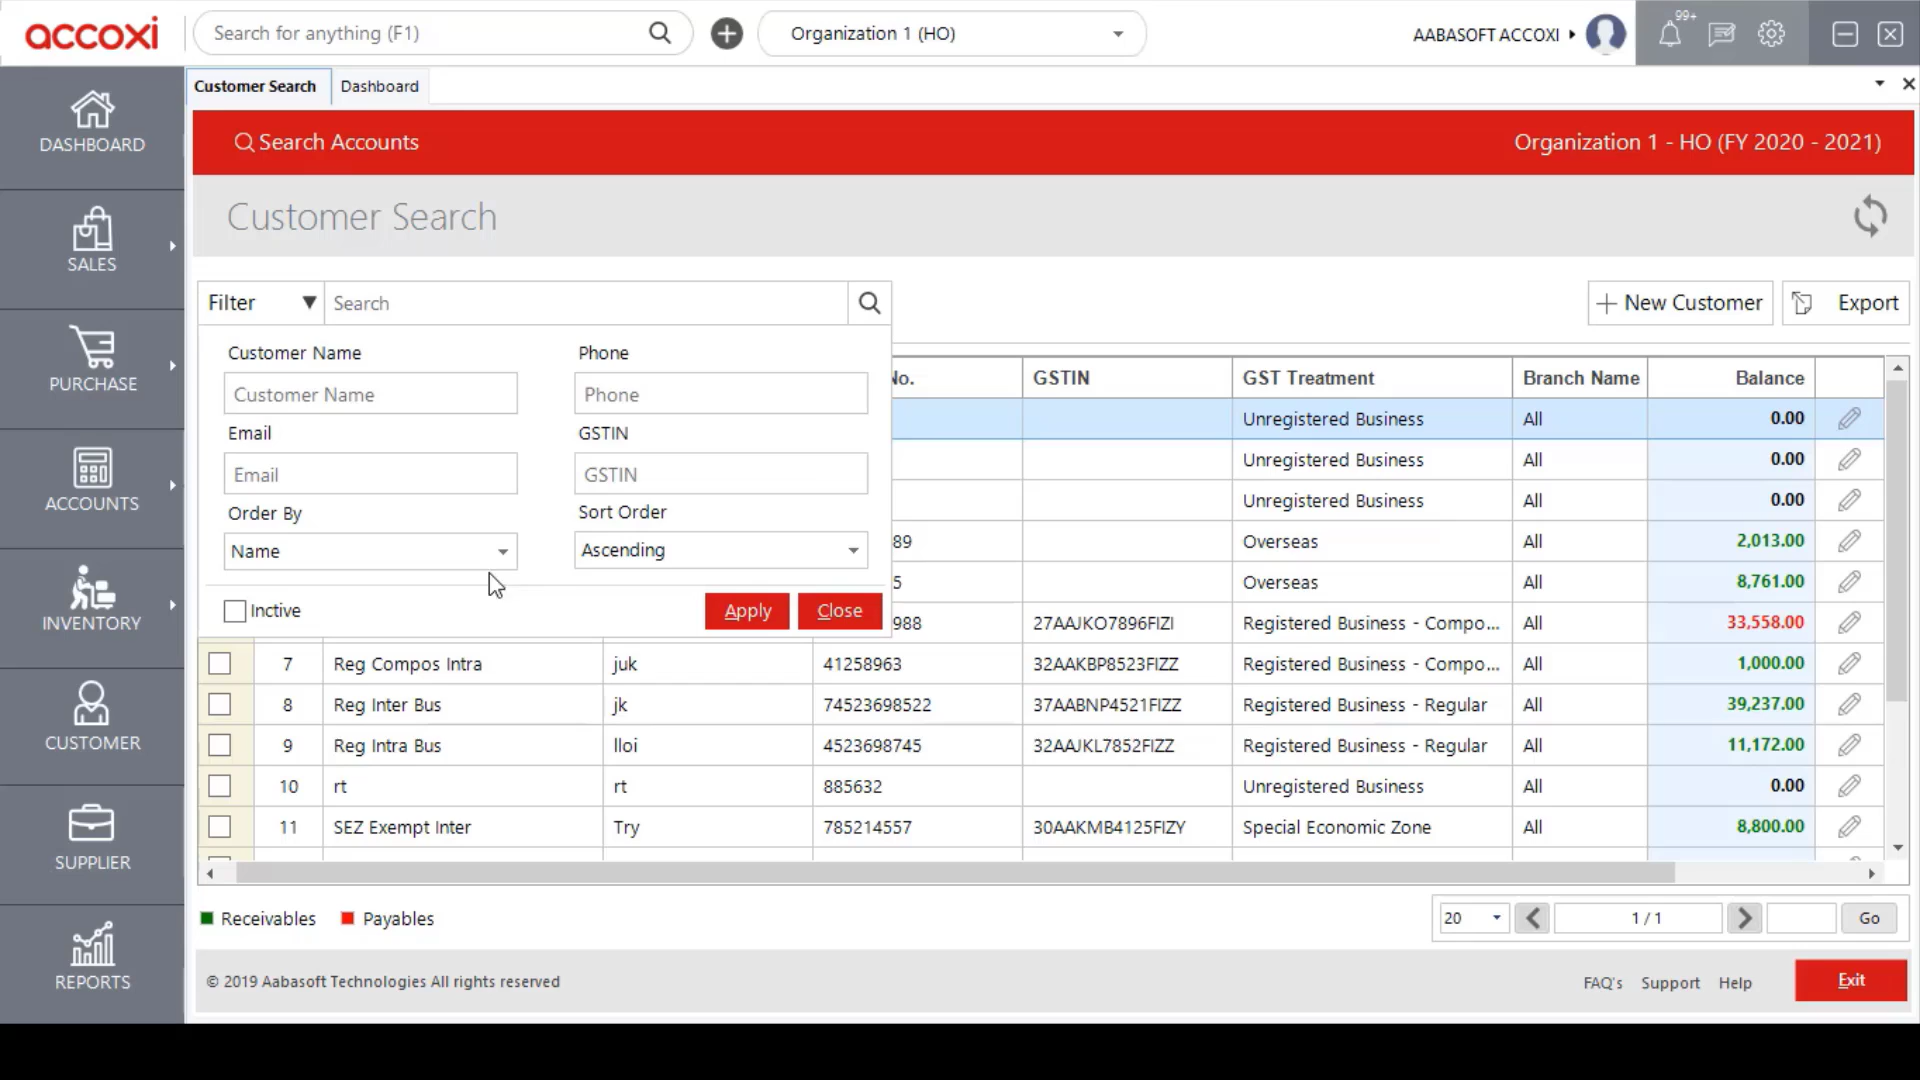 accoxi
Search for anything (F1)
Organization 1 (HO)
AABASOFT ACCOXI
99+
Customer Search
Dashboard
DASHBOARD
SALES
PURCHASE
ACCOUNTS
INVENTORY
CUSTOMER
SUPPLIER
REPORTS
Search Accounts
Organization 1 - HO (FY 2020 - 2021)
Customer Search
Filter
Search
New Customer
Export
Customer Name
Phone
Customer Name
Phone
Email
GSTIN
Email
GSTIN
Order By
Sort Order
Name
Ascending
Inctive
Apply
Close
No. GSTIN GST Treatment Branch Name Balance
Unregistered Business All 0.00
Unregistered Business All 0.00
Unregistered Business All 0.00
89 Overseas All 2,013.00
5 Overseas All 8,761.00
988 27AAJKO7896FIZI Registered Business - Compo... All 33,558.00
7 Reg Compos Intra juk 41258963 32AAKBP8523FIZZ Registered Business - Compo... All 1,000.00
8 Reg Inter Bus jk 74523698522 37AABNP4521FIZZ Registered Business - Regular All 39,237.00
9 Reg Intra Bus lloi 4523698745 32AAJKL7852FIZZ Registered Business - Regular All 11,172.00
10 rt rt 885632 Unregistered Business All 0.00
11 SEZ Exempt Inter Try 785214557 30AAKMB4125FIZY Special Economic Zone All 8,800.00
Receivables
Payables
20
1 / 1
Go
© 2019 Aabasoft Technologies All rights reserved
FAQ's
Support
Help
Exit